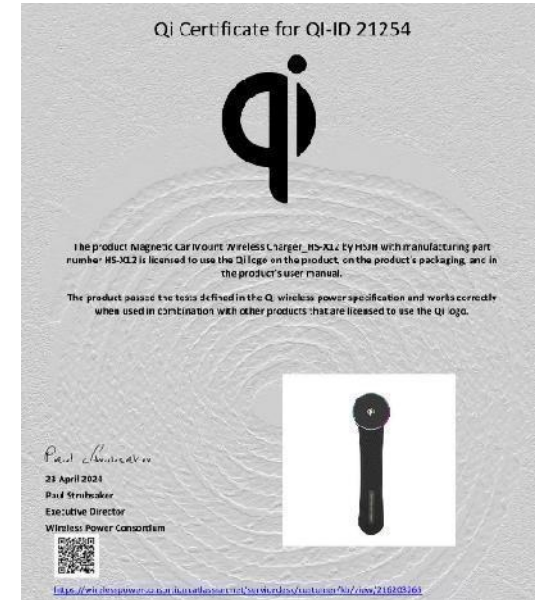 Qi Certificate for QI-ID 21254
qi
The product Magnetic Car Mount Wireless Charger_HS-X12 by HSJH with manufacturing part
number HS-X12 is licensed to use the Qi logo on the product, on the product's packaging, and in
the product's user manual.
The product passed the tests defined in the Qi wireless power specification and works correctly
when used in combination with other products that are licensed to use the Qi logo.
23 April 2024
Paul Struhsaker
Executive Director
Wireless Power Consortium